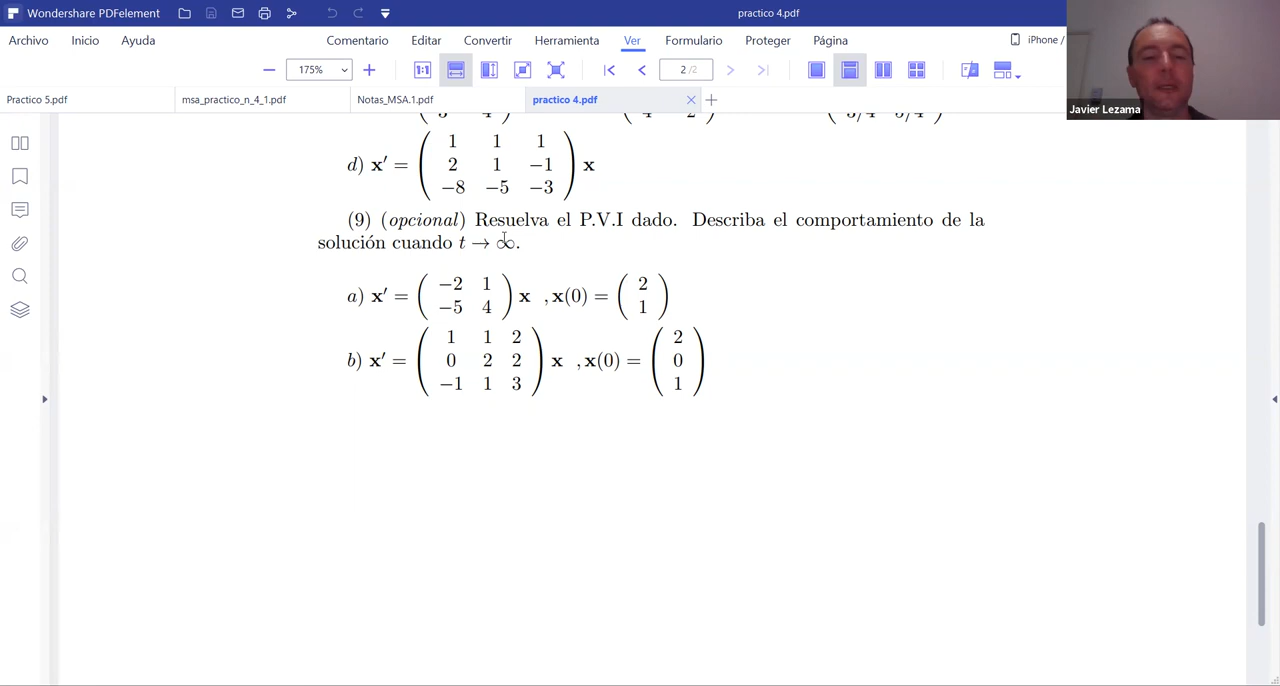 Wondershare PDFelement
practico 4.pdf
Archivo Inicio Ayuda Comentario Editar Convertir Herramienta Ver Formulario Proteger Página iPhone /
175% 1:1 2 /2
Practico 5.pdf msa_practico_n_4_1.pdf Notas_MSA.1.pdf practico 4.pdf
Javier Lezama
d) x′ = ( 1 1 1
2 1 −1
−8 −5 −3 ) x
(9) (opcional) Resuelva el P.V.I dado. Describa el comportamiento de la
solución cuando t → ∞.
a) x′ = ( −2 1
−5 4 ) x , x(0) = ( 2
1 )
b) x′ = ( 1 1 2
0 2 2
−1 1 3 ) x , x(0) = ( 2
0
1 )